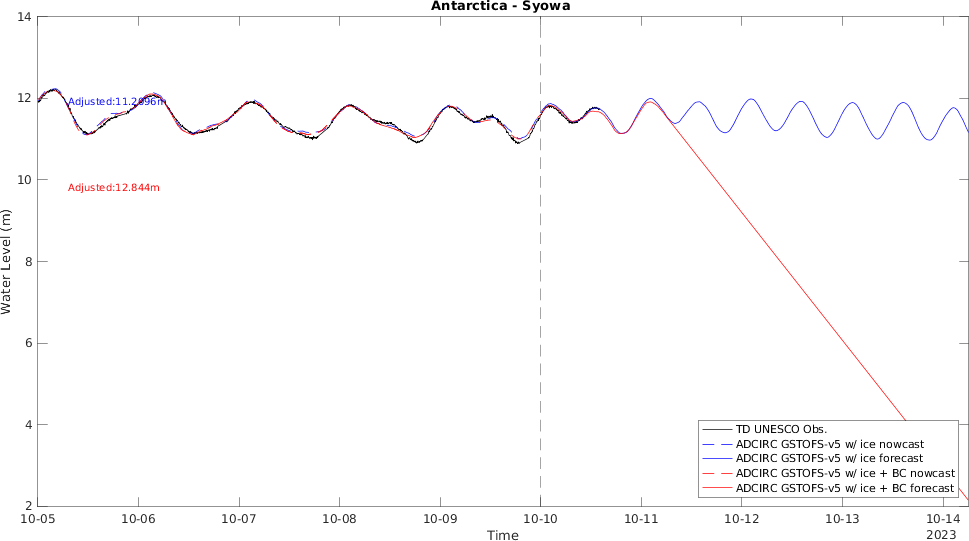 Antarctica - Syowa
Water Level (m)
14
12
10
8
6
4
2
Adjusted:11.2696m
Adjusted:12.844m
TD UNESCO Obs.
ADCIRC GSTOFS-v5 w/ ice nowcast
ADCIRC GSTOFS-v5 w/ ice forecast
ADCIRC GSTOFS-v5 w/ ice + BC nowcast
ADCIRC GSTOFS-v5 w/ ice + BC forecast
10-05 10-06 10-07 10-08 10-09 10-10 10-11 10-12 10-13 10-14
Time
2023